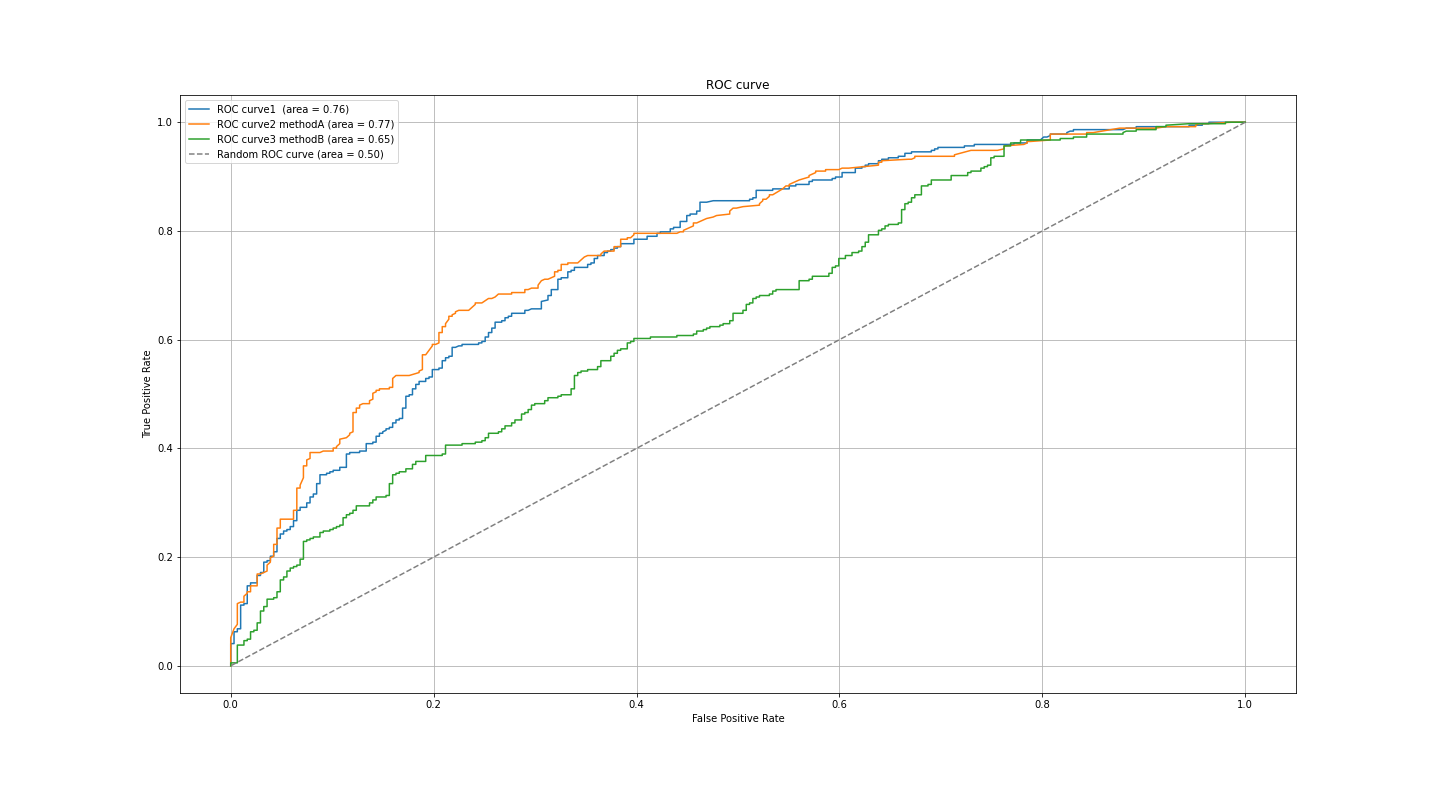 ROC curve
ROC curve1  (area = 0.76)
ROC curve2 methodA (area = 0.77)
ROC curve3 methodB (area = 0.65)
Random ROC curve (area = 0.50)
True Positive Rate
1.0
0.8
0.6
0.4
0.2
0.0
0.0 0.2 0.4 0.6 0.8 1.0
False Positive Rate